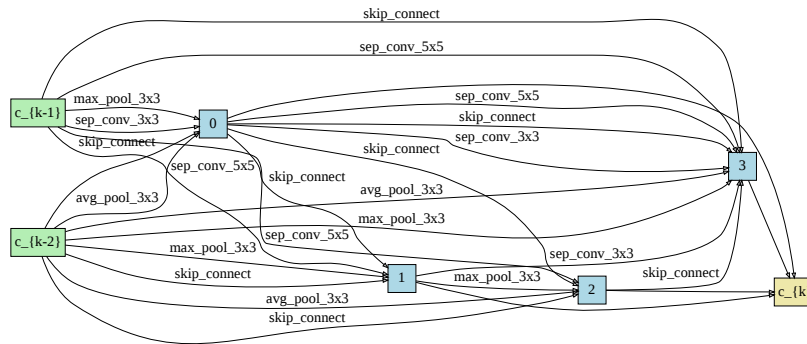 skip_connect
sep_conv_5x5
max_pool_3x3
c_{k-1}
sep_conv_3x3
0
sep_conv_5x5
skip_connect
sep_conv_3x3
skip_connect
skip_connect
sep_conv_5x5
3
skip_connect
avg_pool_3x3
avg_pool_3x3
max_pool_3x3
c_{k-2}
sep_conv_5x5
max_pool_3x3
sep_conv_3x3
skip_connect
1
max_pool_3x3
skip_connect
2
c_{k
avg_pool_3x3
skip_connect